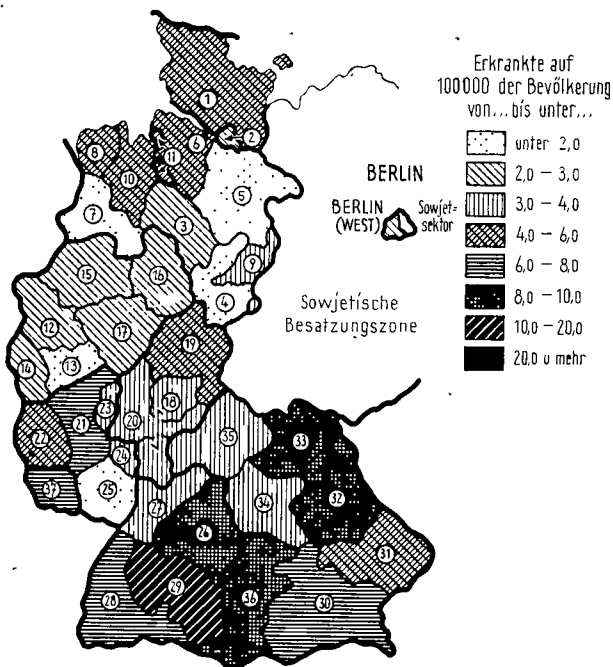 Erkrankte auf
100000 der Bevölkerung
von...bis unter...
unter 2,0
2,0 – 3,0
3,0 – 4,0
4,0 – 6,0
6,0 – 8,0
8,0 – 10,0
10,0 – 20,0
20,0 u mehr
BERLIN
BERLIN
(WEST)
Sowjet=
sektor
Sowjetische
Besatzungszone
1
2
6
11
8
10
5
7
3
9
15
16
4
12
17
19
14
13
23
18
21
20
22
24
35
33
37
25
34
32
27
26
31
29
28
36
30